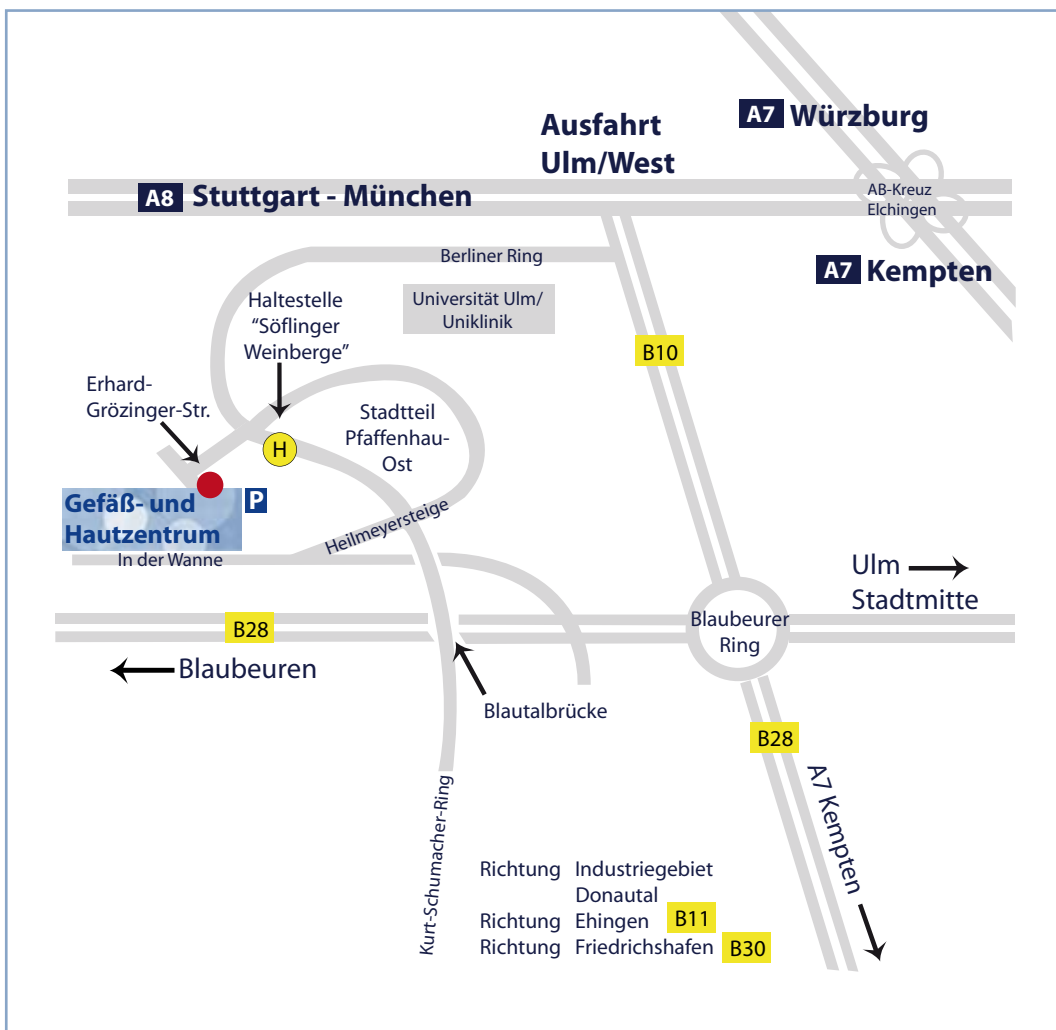 Ausfahrt
Ulm/West
A7 Würzburg
A8 Stuttgart - München
AB-Kreuz
Elchingen
A7 Kempten
Berliner Ring
Universität Ulm/
Uniklinik
Haltestelle
“Söflinger
Weinberge”
B10
Erhard-
Grözinger-Str.
Stadtteil
Pfaffenhau-
Ost
H
Gefäß- und
Hautzentrum
P
Heilmeyersteige
In der Wanne
Ulm
Stadtmitte
B28
Blaubeurer
Ring
Blaubeuren
Blautalbrücke
B28
A7 Kempten
Kurt-Schumacher-Ring
Richtung Industriegebiet
Donautal
Richtung Ehingen B11
Richtung Friedrichshafen B30